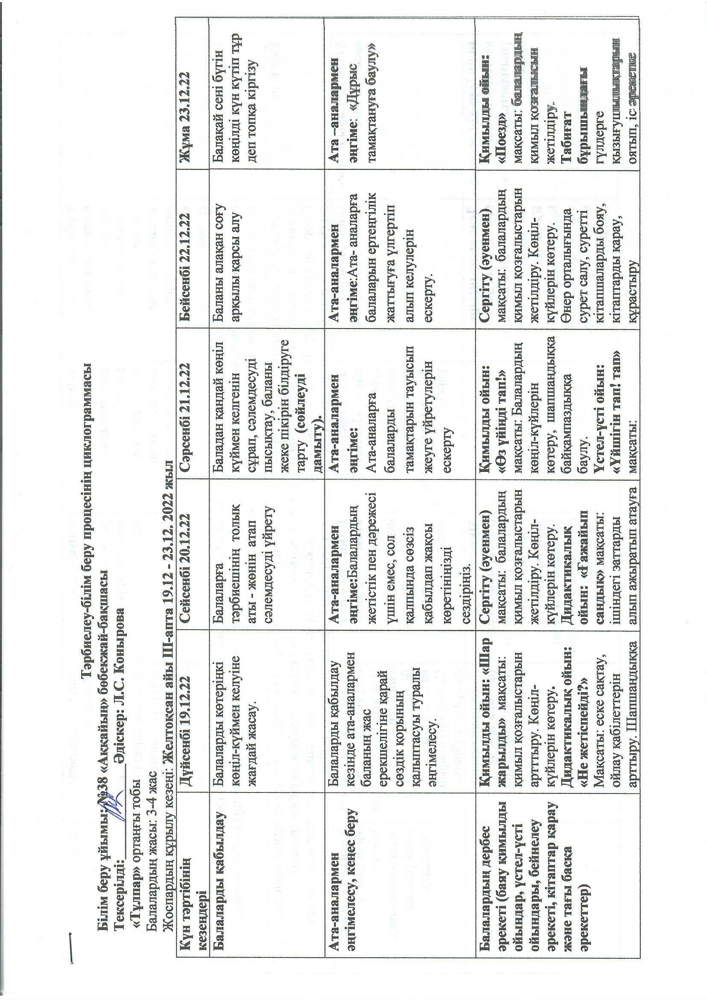 Тәрбиелеу-білім беру процесінің циклограммасы
Білім беру ұйымы: №38 «Аққайың» бөбекжай-бақшасы
Тексерілді:____________ Әдіскер: Л.С. Конырова
«Тұлпар» ортаңғы тобы
Балалардың жасы: 3-4 жас
Жоспардың құрылу кезеңі: Желтоқсан айы III-апта 19.12 - 23.12. 2022 жыл
Күн тәртібінің
кезеңдері
Дүйсенбі 19.12.22
Сейсенбі 20.12.22
Сәрсенбі 21.12.22
Бейсенбі 22.12.22
Жұма 23.12.22
Балаларды қабылдау
Балаларды көтеріңкі
көңіл-күймен келуіне
жағдай жасау.
Балаларға
тәрбиешінің толық
аты - жөнін атап
сәлемдесуді үйрету
Баладан қандай көңіл
күймен келгенін
сұрап, сәлемдесуді
пысықтау, баланы
жеке пікірін білдіруге
тарту (сөйлеуді
дамыту).
Баланы алақан соғу
арқылы қарсы алу
Балақай сені бүгін
көңілді күн күтіп тұр
деп топқа кіргізу
Ата-аналармен
әңгімелесу, кеңес беру
Балаларды қабылдау
кезінде ата-аналармен
баланың жас
ерекшелігіне қарай
сөздік қорының
қалыптасуы туралы
әңгімелесу.
Ата-аналармен
әңгіме:Балалардың
жетістік пен дәрежесі
үшін емес, сол
қалпында сөзсіз
қабылдап жақсы
көретініңізді
сездіріңіз.
Ата-аналармен
әңгіме:
Ата-аналарға
балаларды
тамақтарын тауысып
жеуге үйретулерін
ескерту
Ата-аналармен
әңгіме:Ата- аналарға
балаларын ертеңгілік
жаттығуға үлгертіп
алып келулерін
ескерту.
Ата –аналармен
әңгіме: «Дұрыс
тамақтануға баулу»
Балалардың дербес
әрекеті (баяу қимылды
ойындар, үстел-үсті
ойындары, бейнелеу
әрекеті, кітаптар қарау
және тағы басқа
әрекеттер)
Қимылды ойын: «Шар
жарылды» мақсаты:
қимыл қозғалыстарын
арттыру. Көңіл-
күйлерін көтеру.
Дидактикалық ойын:
«Не жетіспейді?»
Мақсаты: еске сақтау,
ойлау қабілеттерін
арттыру. Шапшаңдыққа
Сергіту (әуенмен)
мақсаты: балалардың
қимыл қозғалыстарын
жетілдіру. Көңіл-
күйлерін көтеру.
Дидактикалық
ойын: «Ғажайып
сандық» мақсаты:
ішіндегі заттарды
алып ажыратып атауға
Қимылды ойын:
«Өз үйіңді тап!»
мақсаты: Балалардың
көңіл-күйлерін
көтеру, шапшаңдыққа
байқампаздыққа
баулу.
Үстел-үсті ойын:
«Үйшігін тап! тап»
мақсаты:
Сергіту (әуенмен)
мақсаты: балалардың
қимыл қозғалыстарын
жетілдіру. Көңіл-
күйлерін көтеру.
Өнер орталығында
сурет салу, суретті
кітапшаларды бояу,
кітаптарды қарау,
құрастыру
Қимылды ойын:
«Поезд»
мақсаты: балалардың
қимыл қозғалысын
жетілдіру.
Табиғат
бұрышындағы
гүлдерге
қызығушылықтарын
оятып, іс әрекетке